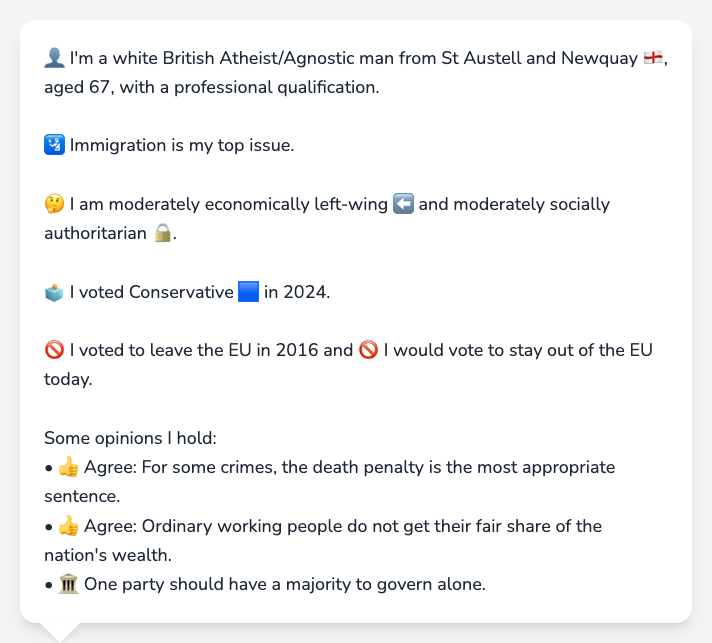 👤 I'm a white British Atheist/Agnostic man from St Austell and Newquay 🏴󠁧󠁢󠁥󠁮󠁧󠁿,
aged 67, with a professional qualification.
🛂 Immigration is my top issue.
🤔 I am moderately economically left-wing ⬅️ and moderately socially
authoritarian 🔒.
🗳️ I voted Conservative 🟦 in 2024.
🚫 I voted to leave the EU in 2016 and 🚫 I would vote to stay out of the EU
today.
Some opinions I hold:
• 👍 Agree: For some crimes, the death penalty is the most appropriate
sentence.
• 👍 Agree: Ordinary working people do not get their fair share of the
nation's wealth.
• 🏛️ One party should have a majority to govern alone.